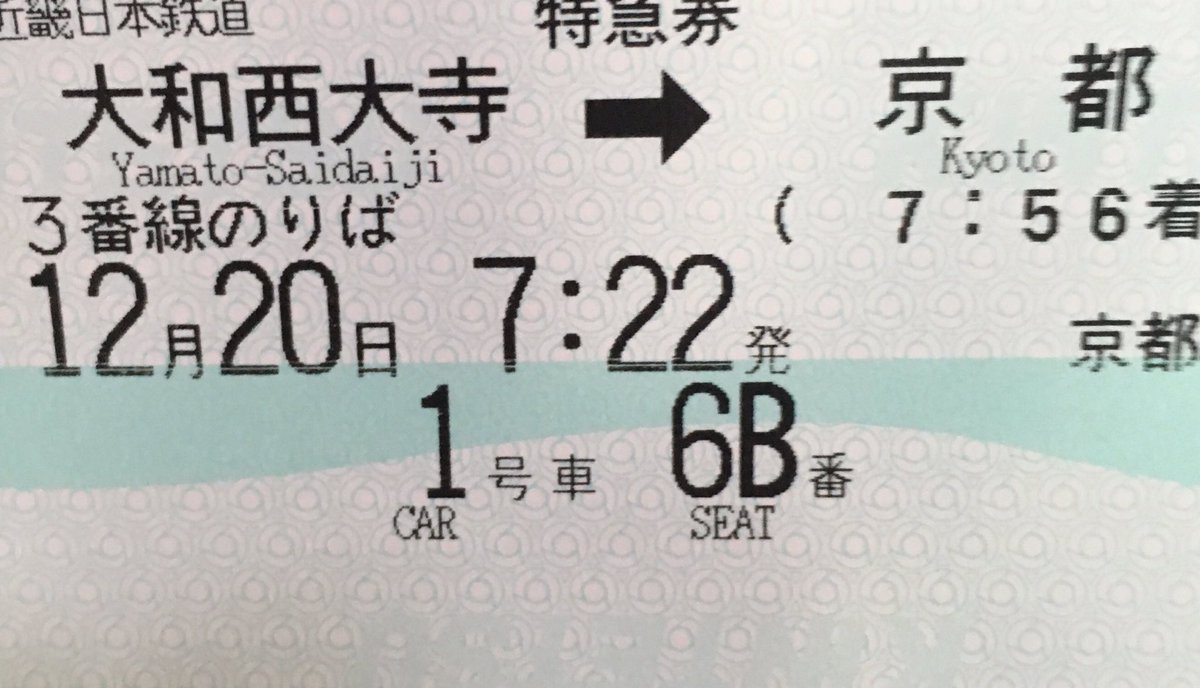 近畿日本鉄道 特急券
大和西大寺 ➡ 京都
Yamato-Saidaiji Kyoto
3番線のりば ( 7:56着
12月20日 7:22発 京都
1号車 6B番
CAR SEAT